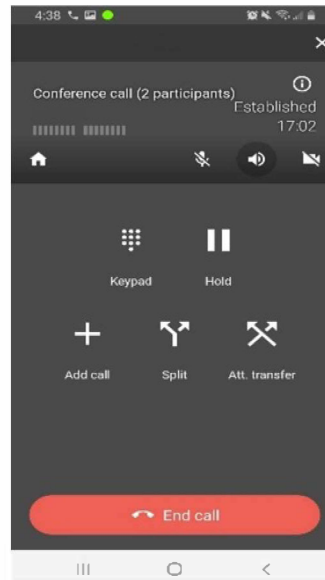 4:38
Conference call (2 participants)
Established
17:02
Keypad Hold
Add call Split Att. transfer
End call